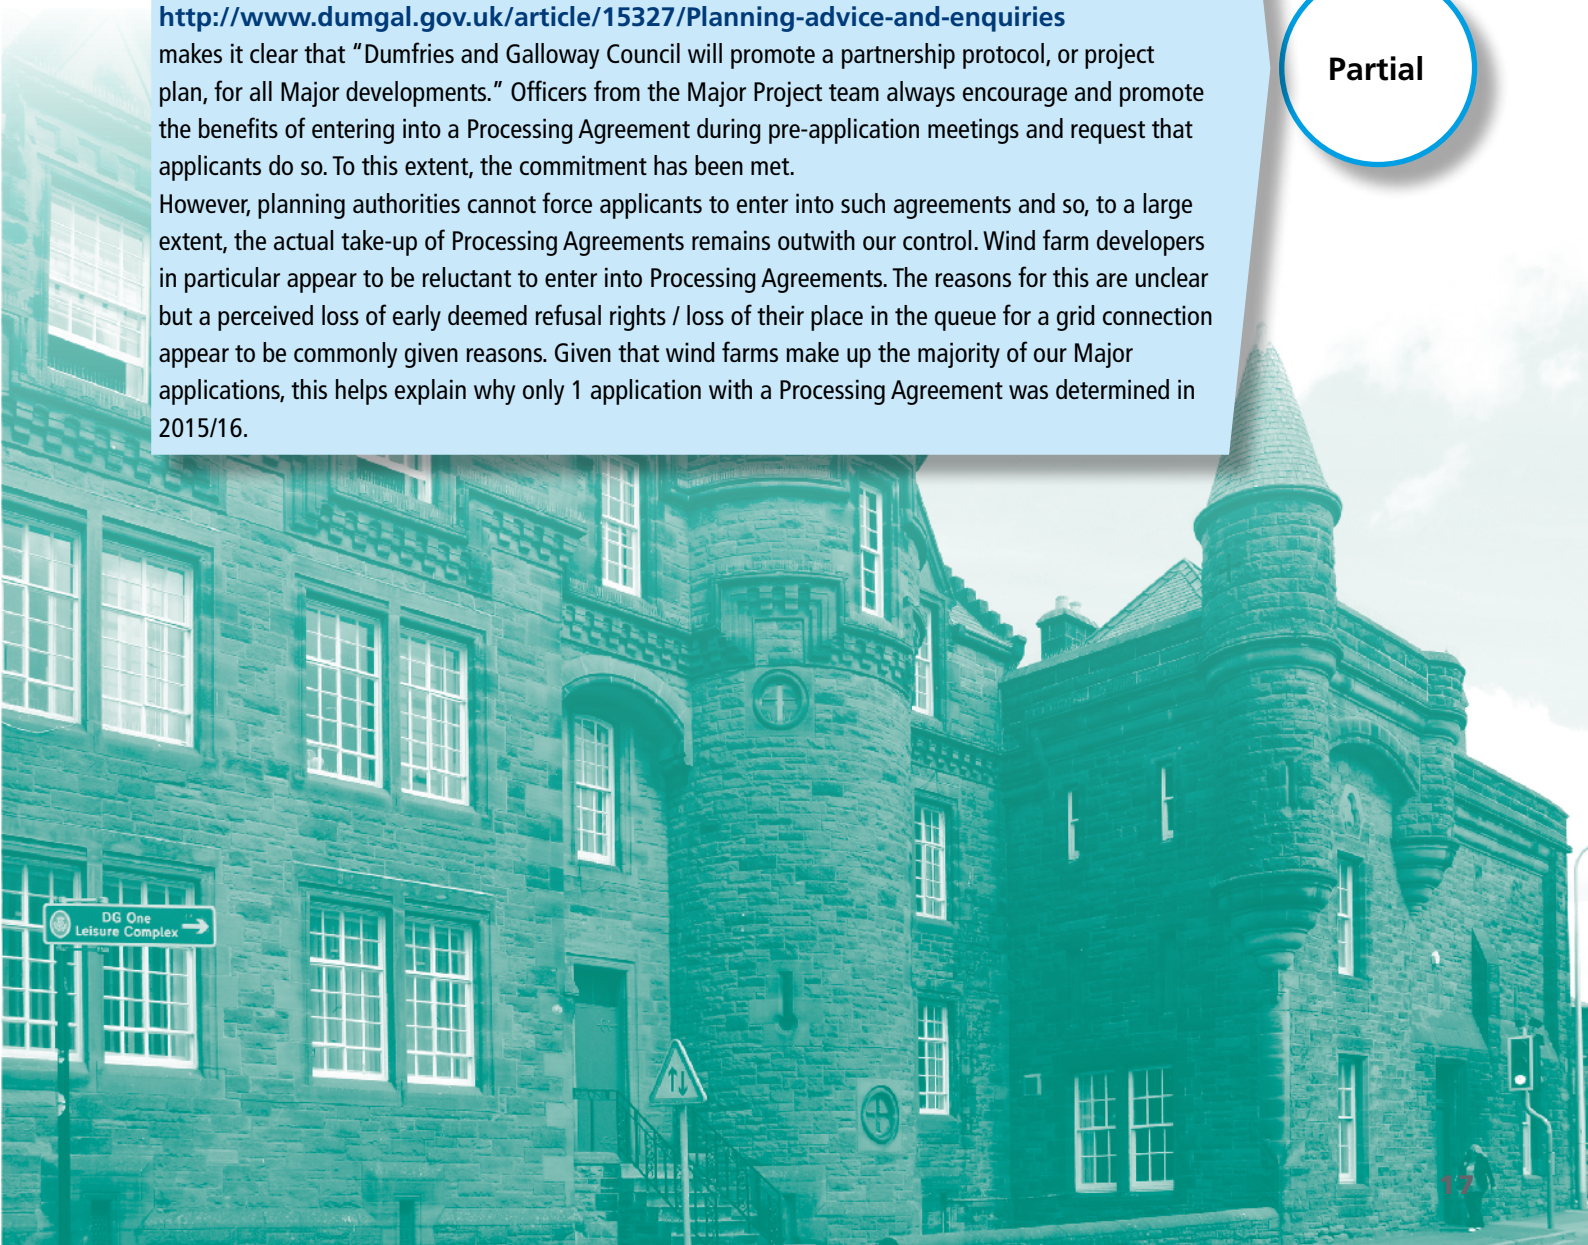 http://www.dumgal.gov.uk/article/15327/Planning-advice-and-enquiries
makes it clear that “Dumfries and Galloway Council will promote a partnership protocol, or project
plan, for all Major developments.” Officers from the Major Project team always encourage and promote
the benefits of entering into a Processing Agreement during pre-application meetings and request that
applicants do so. To this extent, the commitment has been met.
However, planning authorities cannot force applicants to enter into such agreements and so, to a large
extent, the actual take-up of Processing Agreements remains outwith our control. Wind farm developers
in particular appear to be reluctant to enter into Processing Agreements. The reasons for this are unclear
but a perceived loss of early deemed refusal rights / loss of their place in the queue for a grid connection
appear to be commonly given reasons. Given that wind farms make up the majority of our Major
applications, this helps explain why only 1 application with a Processing Agreement was determined in
2015/16.
Partial
DG One
Leisure Complex
17